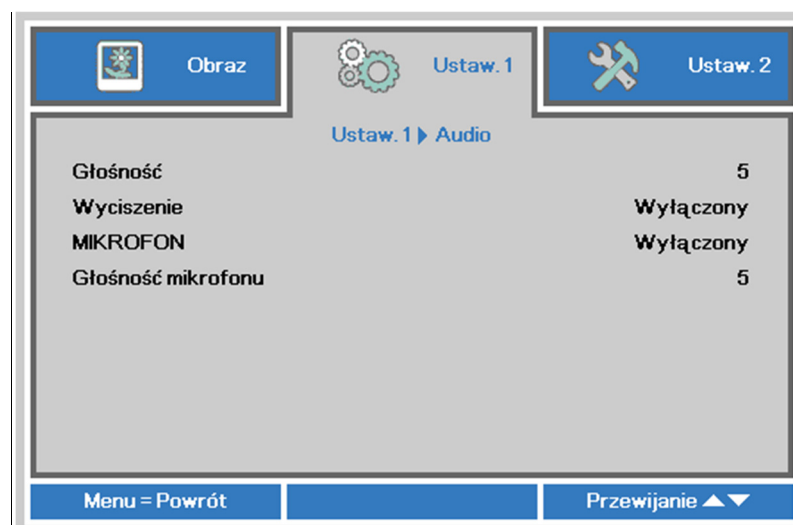 Obraz
Ustaw. 1
Ustaw. 2
Ustaw. 1 Audio
Głośność 5
Wyciszenie Wyłączony
MIKROFON Wyłączony
Głośność mikrofonu 5
Menu = Powrót
Przewijanie